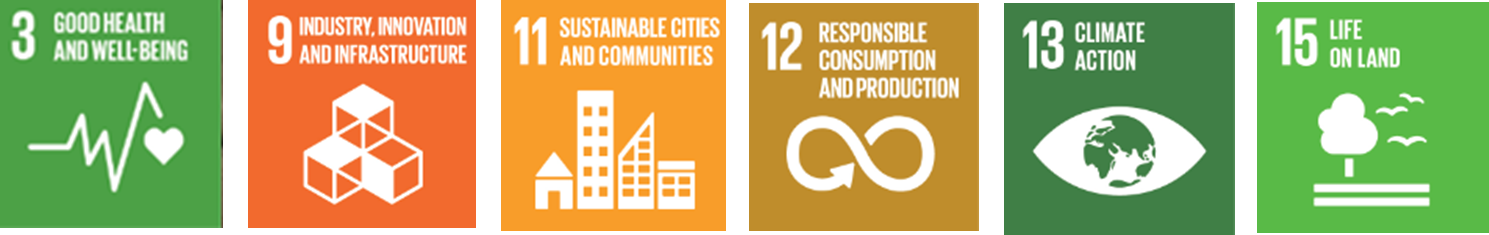 3 GOOD HEALTH
AND WELL-BEING
9 INDUSTRY, INNOVATION
AND INFRASTRUCTURE
11 SUSTAINABLE CITIES
AND COMMUNITIES
12 RESPONSIBLE
CONSUMPTION
AND PRODUCTION
13 CLIMATE
ACTION
15 LIFE
ON LAND